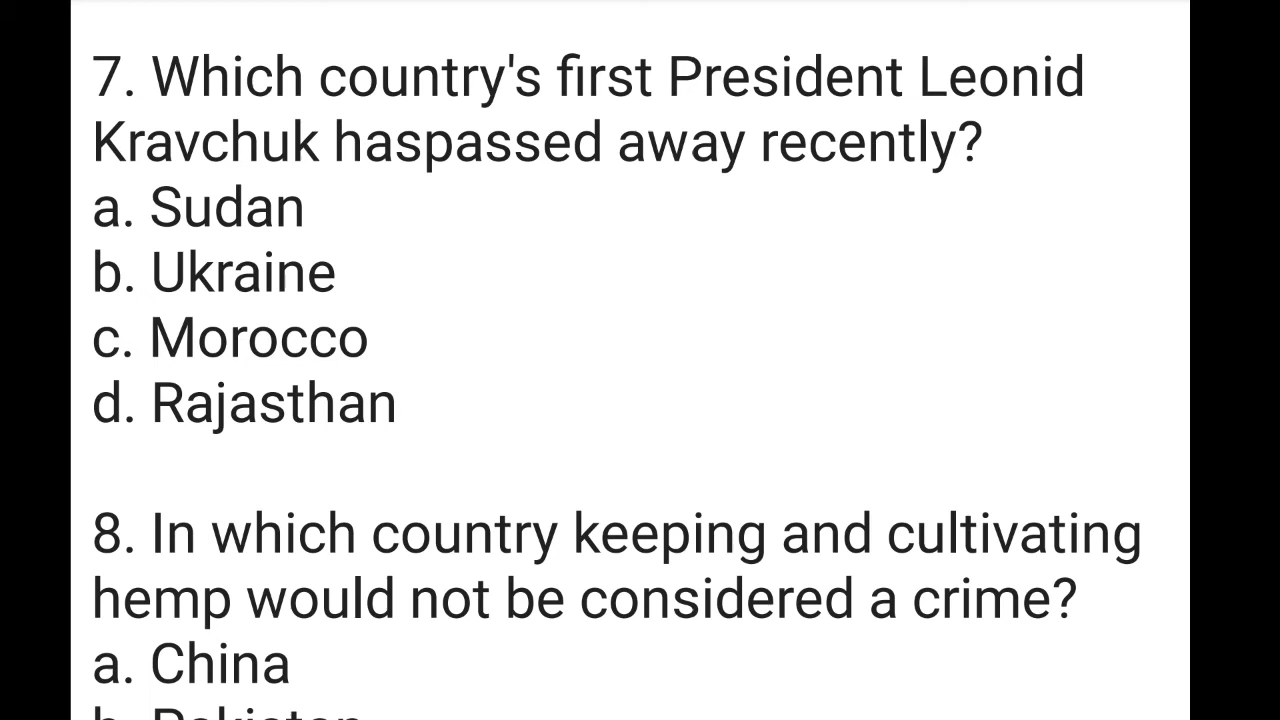 7. Which country's first President Leonid
Kravchuk haspassed away recently?
a. Sudan
b. Ukraine
c. Morocco
d. Rajasthan
8. In which country keeping and cultivating
hemp would not be considered a crime?
a. China
b. Pakistan